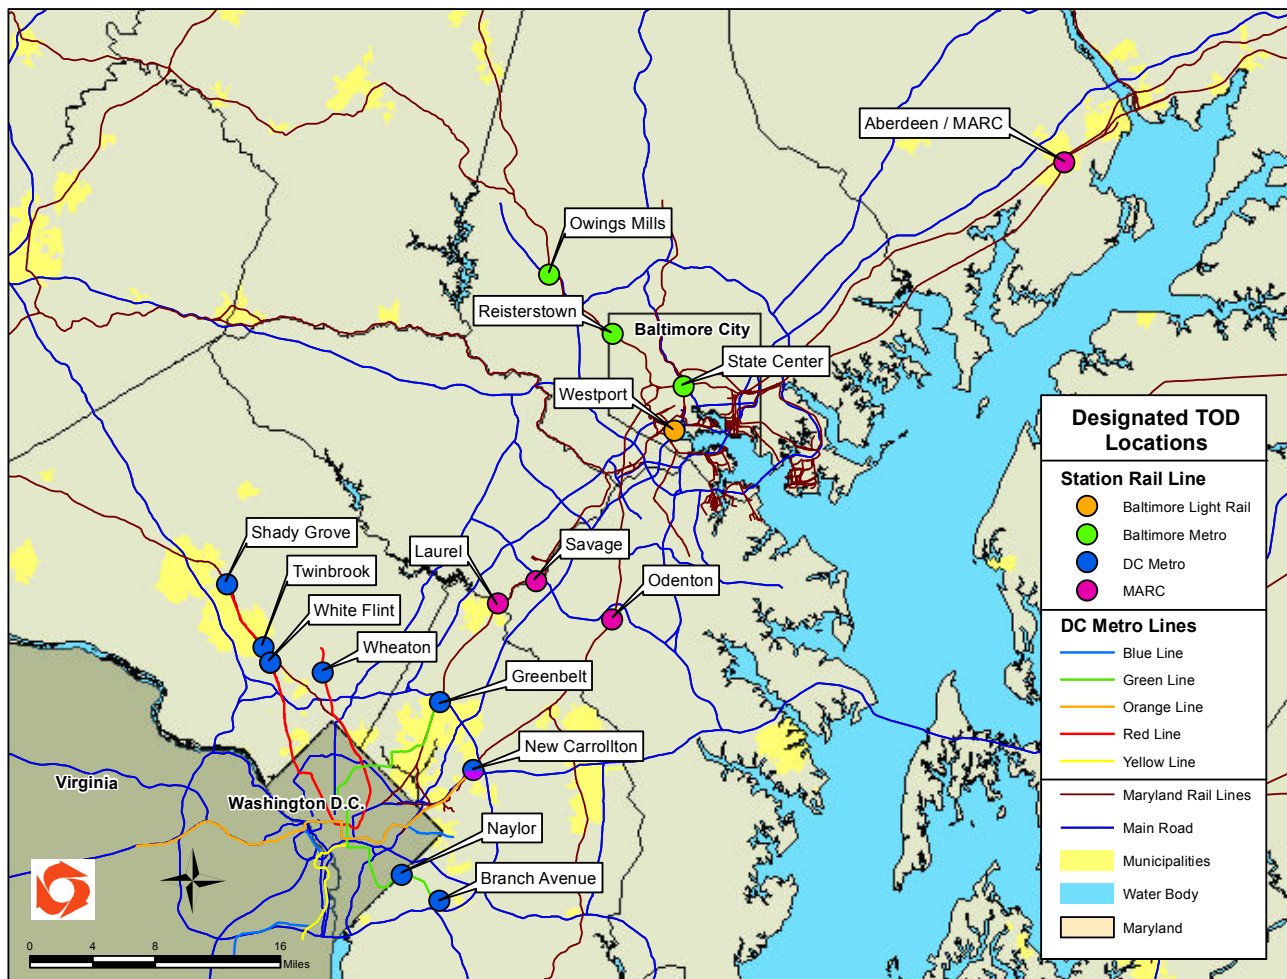 Aberdeen / MARC
Owings Mills
Reisterstown
Baltimore City
State Center
Westport
Shady Grove
Twinbrook
White Flint
Wheaton
Laurel
Savage
Odenton
Greenbelt
New Carrollton
Virginia
Washington D.C.
Naylor
Branch Avenue
0 4 8 16
Miles
Designated TOD
Locations
Station Rail Line
Baltimore Light Rail
Baltimore Metro
DC Metro
MARC
DC Metro Lines
Blue Line
Green Line
Orange Line
Red Line
Yellow Line
Maryland Rail Lines
Main Road
Municipalities
Water Body
Maryland